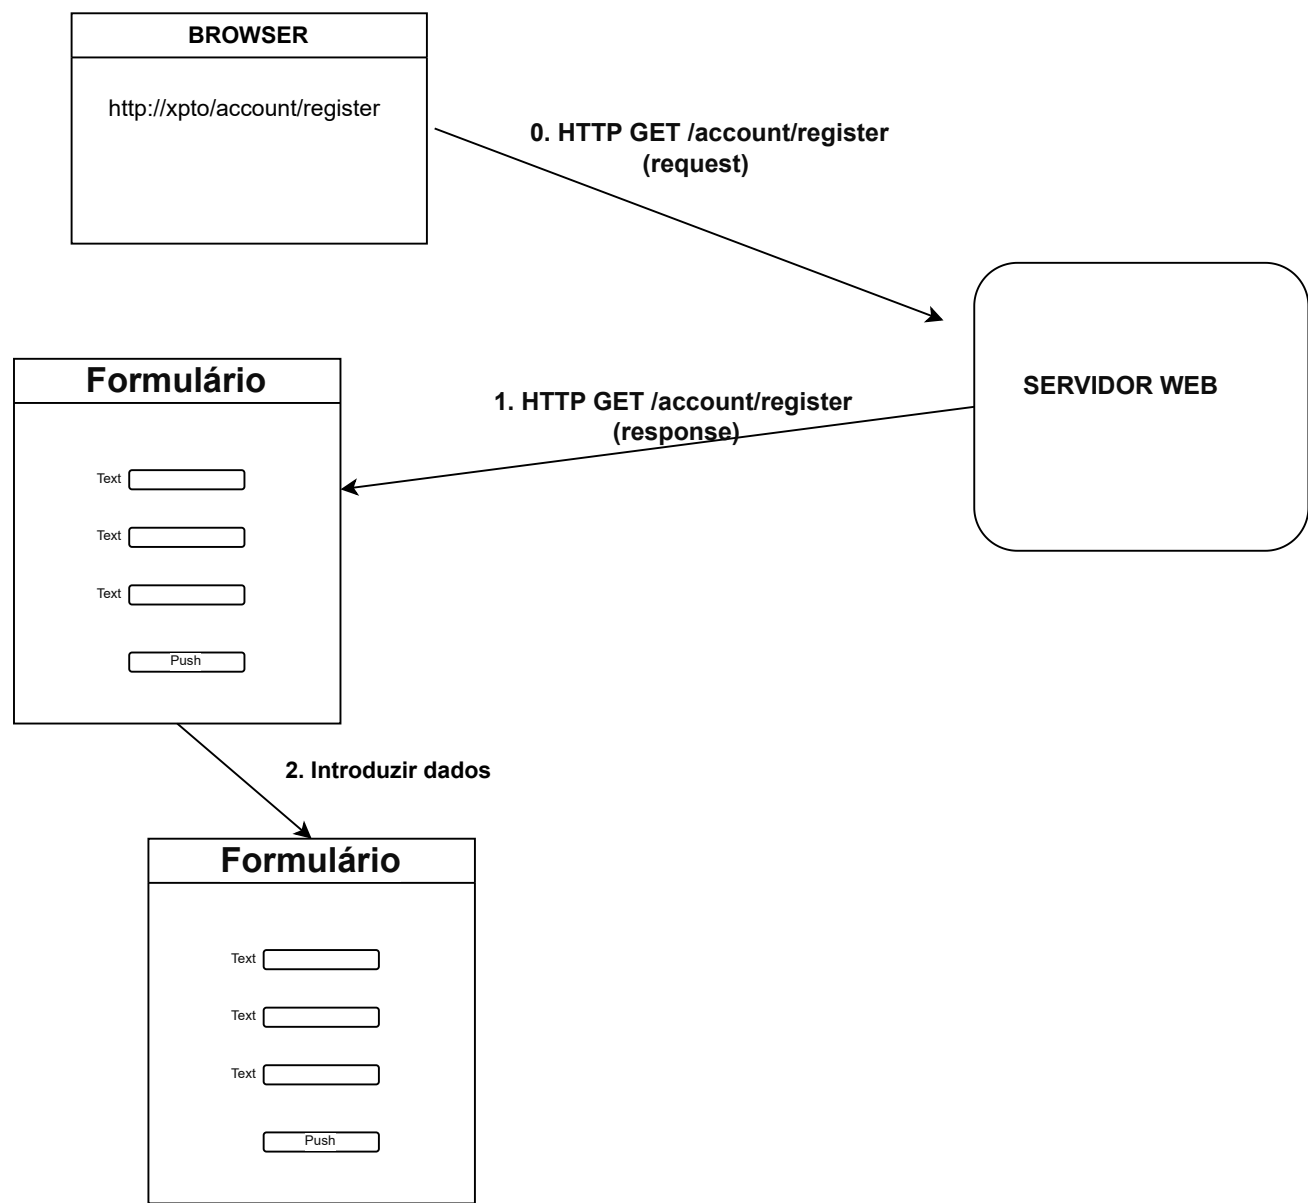 BROWSER
http://xpto/account/register
0. HTTP GET /account/register
(request)
SERVIDOR WEB
1. HTTP GET /account/register
(response)
Formulário
Text
Text
Text
Push
2. Introduzir dados
Formulário
Text
Text
Text
Push